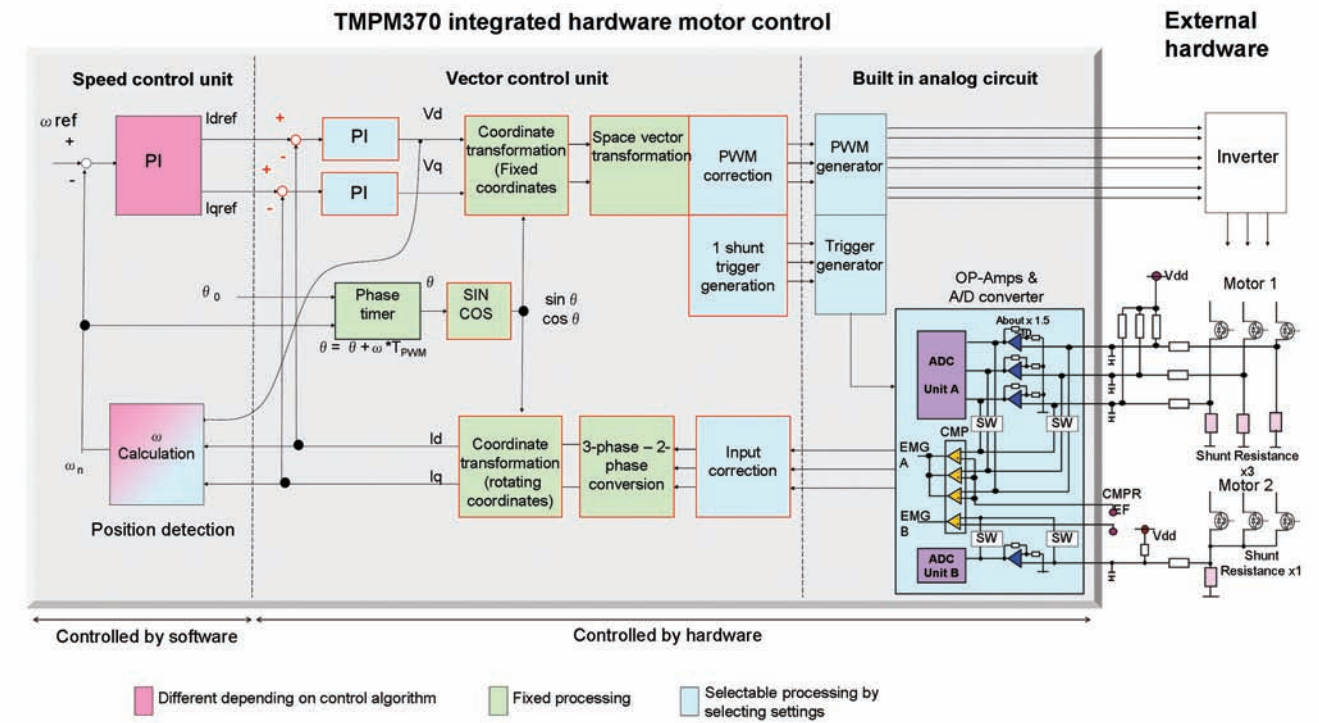 TMPM370 integrated hardware motor control
External
hardware
Speed control unit
Vector control unit
Built in analog circuit
ω ref
+
-
PI
Idref
Iqref
+
-
+
-
PI
PI
Vd
Vq
Coordinate
transformation
(Fixed
coordinates
Space vector
transformation
PWM
correction
PWM
generator
Inverter
1 shunt
trigger
generation
Trigger
generator
θ 0
Phase
timer
θ
SIN
COS
sin θ
cos θ
θ = θ + ω *TPWM
OP-Amps &
A/D converter
About x 1.5
ADC
Unit A
SW
SW
CMP
EMG
A
EMG
B
SW
SW
ADC
Unit B
Vdd
Motor 1
Shunt Resistance
x3
Motor 2
CMPR
EF
Vdd
Shunt
Resistance x1
ω
Calculation
ωn
Position detection
Id
Iq
Coordinate
transformation
(rotating
coordinates)
3-phase – 2-
phase
conversion
Input
correction
Controlled by software
Controlled by hardware
Different depending on control algorithm
Fixed processing
Selectable processing by
selecting settings